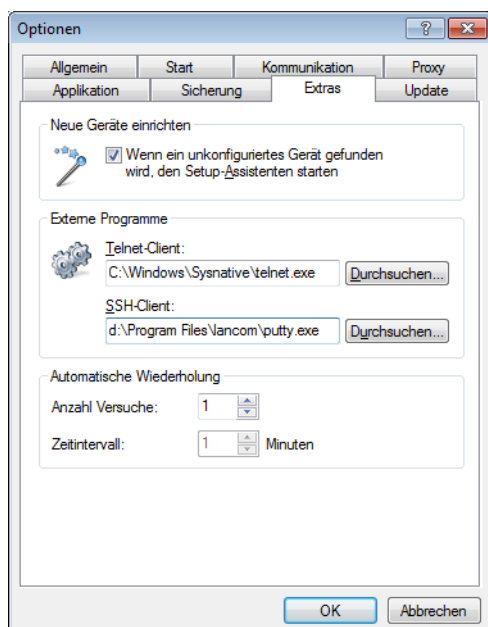 Optionen
Allgemein Start Kommunikation Proxy
Applikation Sicherung Extras Update
Neue Geräte einrichten
Wenn ein unkonfiguriertes Gerät gefunden
wird, den Setup-Assistenten starten
Externe Programme
Telnet-Client:
C:\Windows\Sysnative\telnet.exe Durchsuchen...
SSH-Client:
d:\Program Files\lancom\putty.exe Durchsuchen...
Automatische Wiederholung
Anzahl Versuche: 1
Zeitintervall: 1 Minuten
OK Abbrechen